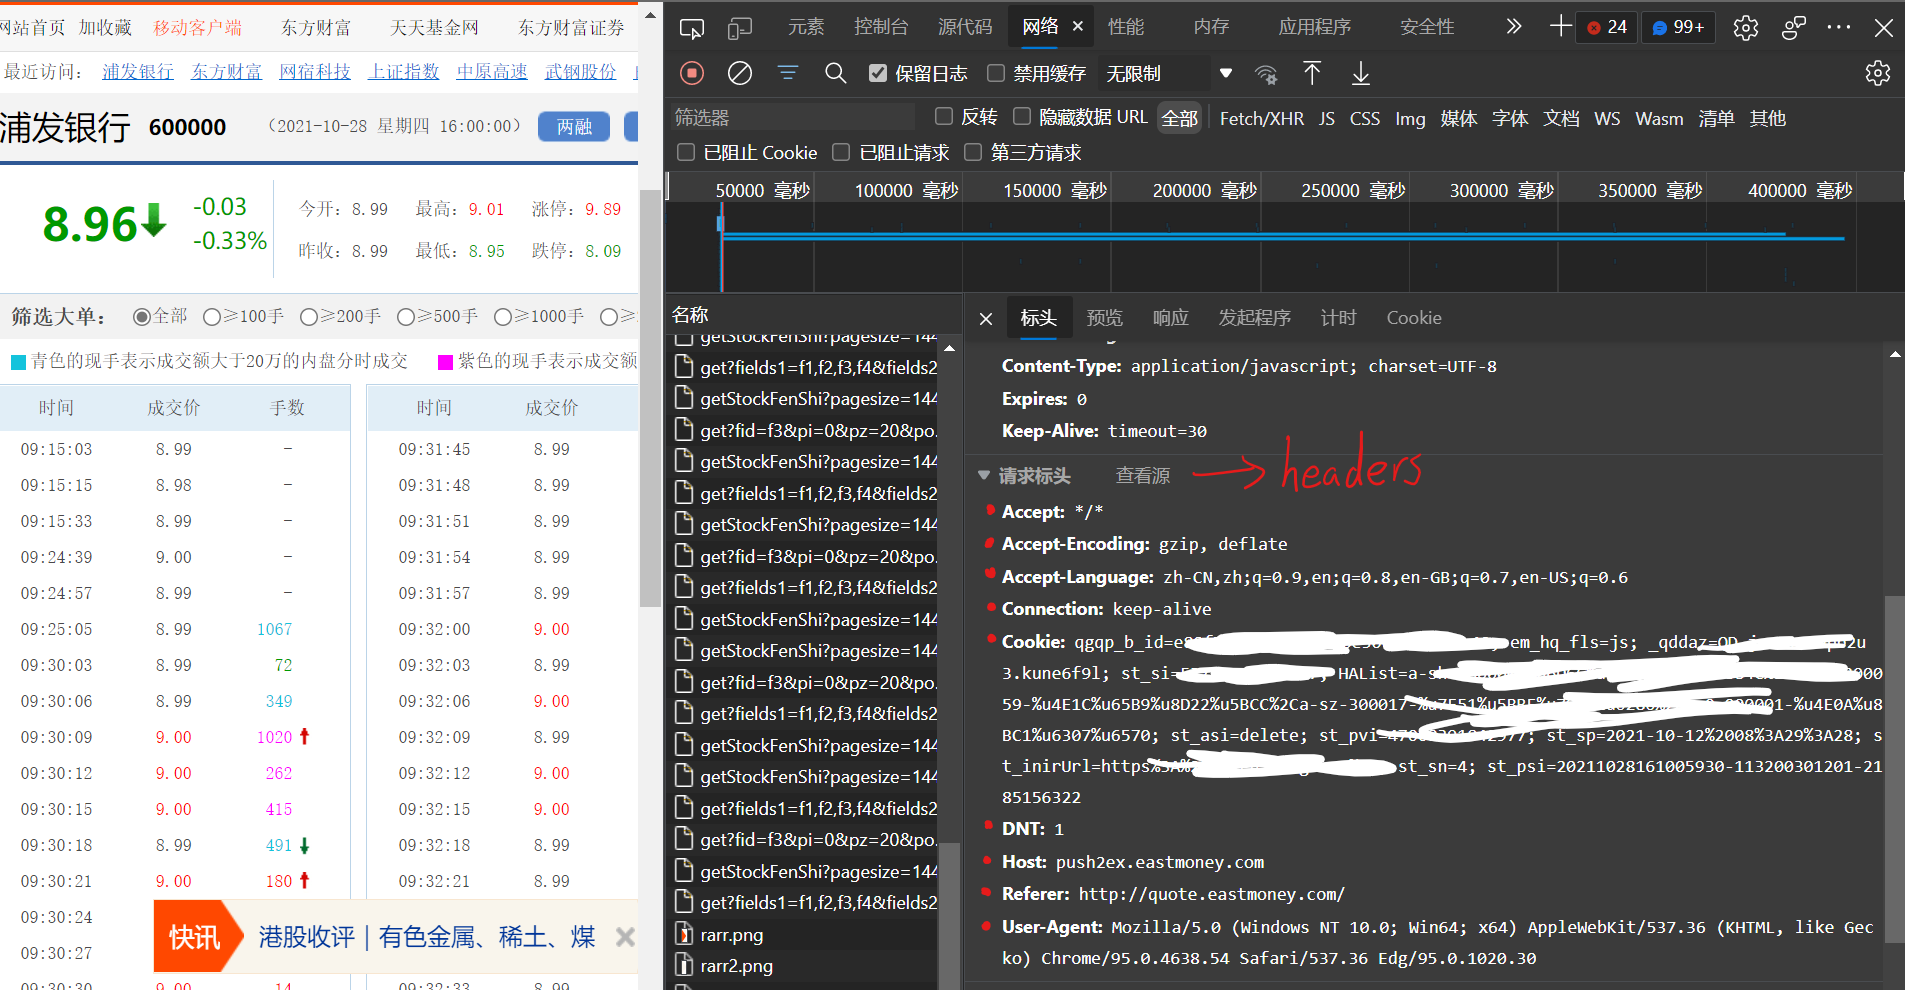 网站首页 加收藏 移动客户端 东方财富 天天基金网 东方财富证券
最近访问： 浦发银行 东方财富 网宿科技 上证指数 中原高速 武钢股份
浦发银行 600000 （2021-10-28 星期四 16:00:00） 两融
8.96 -0.03 -0.33%
今开：8.99 最高：9.01 涨停：9.89
昨收：8.99 最低：8.95 跌停：8.09
筛选大单： 全部 ≥100手 ≥200手 ≥500手 ≥1000手 ≥
青色的现手表示成交额大于20万的内盘分时成交 紫色的现手表示成交额
时间 成交价 手数 时间 成交价
09:15:03 8.99 – 09:31:45 8.99
09:15:15 8.98 – 09:31:48 8.99
09:15:33 8.99 – 09:31:51 8.99
09:24:39 9.00 – 09:31:54 8.99
09:24:57 8.99 – 09:31:57 8.99
09:25:05 8.99 1067 09:32:00 9.00
09:30:03 8.99 72 09:32:03 8.99
09:30:06 8.99 349 09:32:06 9.00
09:30:09 9.00 1020 09:32:09 8.99
09:30:12 9.00 262 09:32:12 9.00
09:30:15 9.00 415 09:32:15 9.00
09:30:18 8.99 491 09:32:18 8.99
09:30:21 9.00 180 09:32:21 8.99
09:30:24
09:30:27
快讯 港股收评｜有色金属、稀土、煤
09:30:30 9.00 14 09:32:33 8.99
元素 控制台 源代码 网络 性能 内存 应用程序 安全性 24 99+
保留日志 禁用缓存 无限制
筛选器 反转 隐藏数据 URL 全部 Fetch/XHR JS CSS Img 媒体 字体 文档 WS Wasm 清单 其他
已阻止 Cookie 已阻止请求 第三方请求
50000 毫秒 100000 毫秒 150000 毫秒 200000 毫秒 250000 毫秒 300000 毫秒 350000 毫秒 400000 毫秒
名称
getStockFenShi?pagesize=144
get?fields1=f1,f2,f3,f4&fields2
getStockFenShi?pagesize=144
get?fid=f3&pi=0&pz=20&po.
getStockFenShi?pagesize=144
get?fields1=f1,f2,f3,f4&fields2
getStockFenShi?pagesize=144
get?fid=f3&pi=0&pz=20&po.
get?fields1=f1,f2,f3,f4&fields2
getStockFenShi?pagesize=144
getStockFenShi?pagesize=144
get?fid=f3&pi=0&pz=20&po.
get?fields1=f1,f2,f3,f4&fields2
getStockFenShi?pagesize=144
getStockFenShi?pagesize=144
get?fields1=f1,f2,f3,f4&fields2
get?fid=f3&pi=0&pz=20&po.
getStockFenShi?pagesize=144
get?fields1=f1,f2,f3,f4&fields2
rarr.png
rarr2.png
标头 预览 响应 发起程序 计时 Cookie
Content-Type: application/javascript; charset=UTF-8
Expires: 0
Keep-Alive: timeout=30
请求标头 查看源 headers
Accept: */*
Accept-Encoding: gzip, deflate
Accept-Language: zh-CN,zh;q=0.9,en;q=0.8,en-GB;q=0.7,en-US;q=0.6
Connection: keep-alive
Cookie: qgqp_b_id= em_hq_fls=js; _qddaz=
3.kune6f9l; st_si= HAList=a-sh
59-%u4E1C%u65B9%u8D22%u5BCC%2Ca-sz-300017- -%u4E0A%u8
BC1%u6307%u6570; st_asi=delete; st_pvi= st_sp=2021-10-12%2008%3A29%3A28; s
t_inirUrl=https st_sn=4; st_psi=20211028161005930-113200301201-21
85156322
DNT: 1
Host: push2ex.eastmoney.com
Referer: http://quote.eastmoney.com/
User-Agent: Mozilla/5.0 (Windows NT 10.0; Win64; x64) AppleWebKit/537.36 (KHTML, like Gec
ko) Chrome/95.0.4638.54 Safari/537.36 Edg/95.0.1020.30